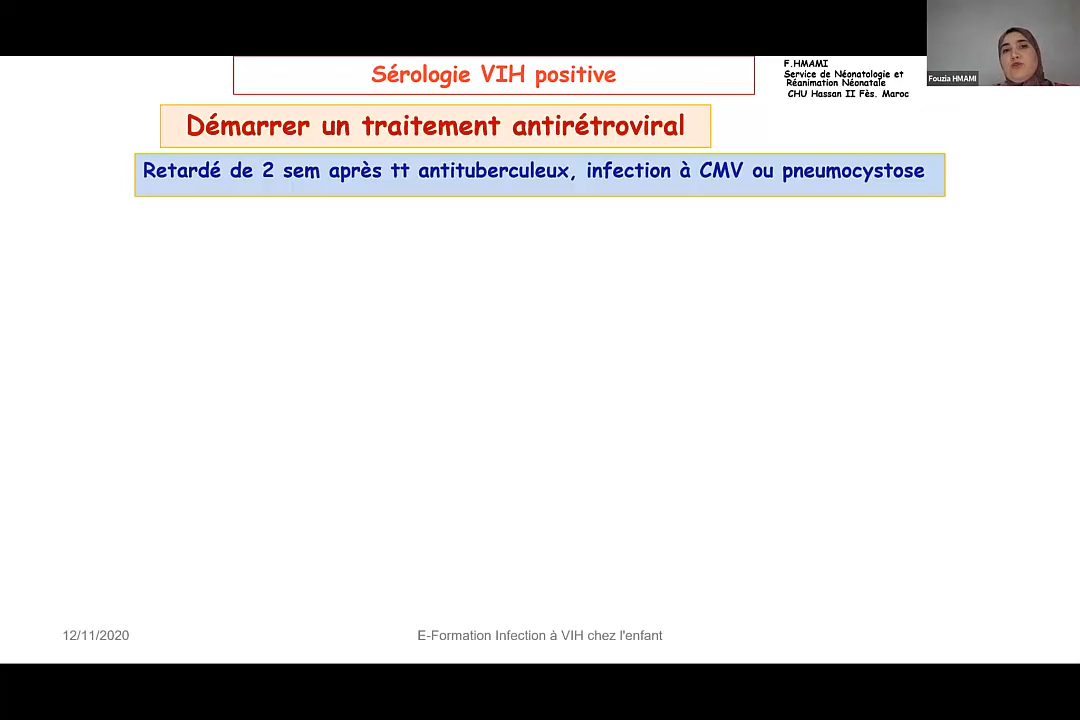 Sérologie VIH positive
F.HMAMI
Service de Néonatologie et
Réanimation Néonatale
CHU Hassan II Fès. Maroc
Fouzia HMAMI
Démarrer un traitement antirétroviral
Retardé de 2 sem après tt antituberculeux, infection à CMV ou pneumocystose
12/11/2020
E-Formation Infection à VIH chez l'enfant